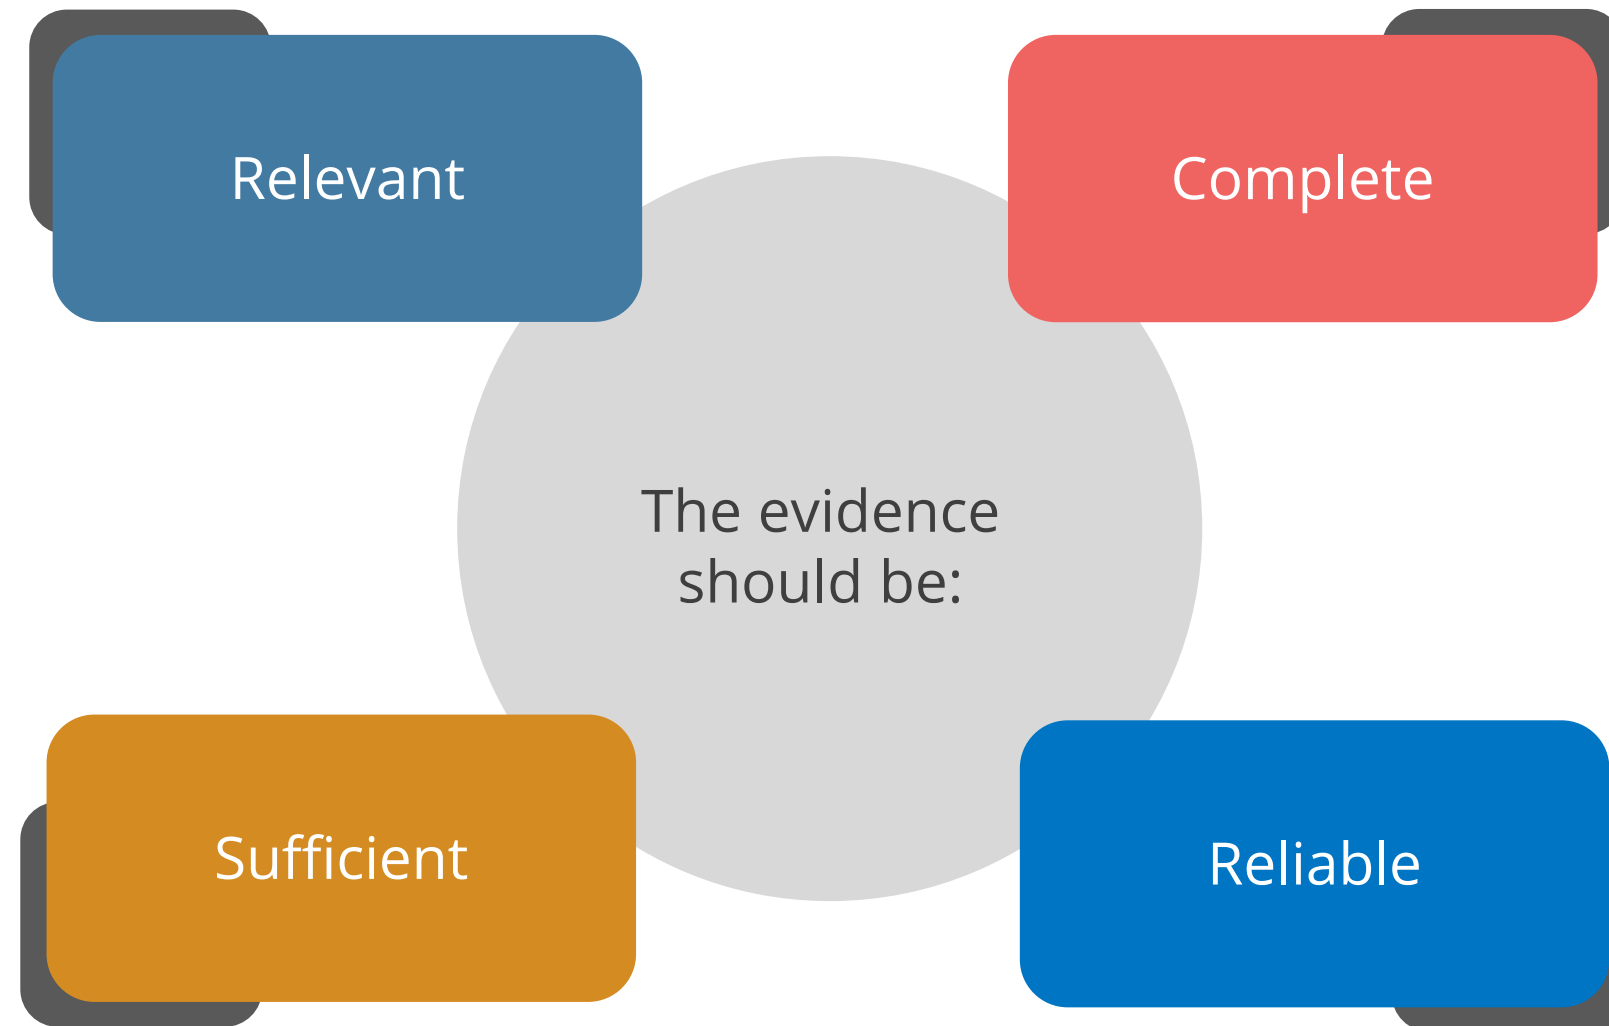 Relevant
Complete
The evidence
should be:
Sufficient
Reliable